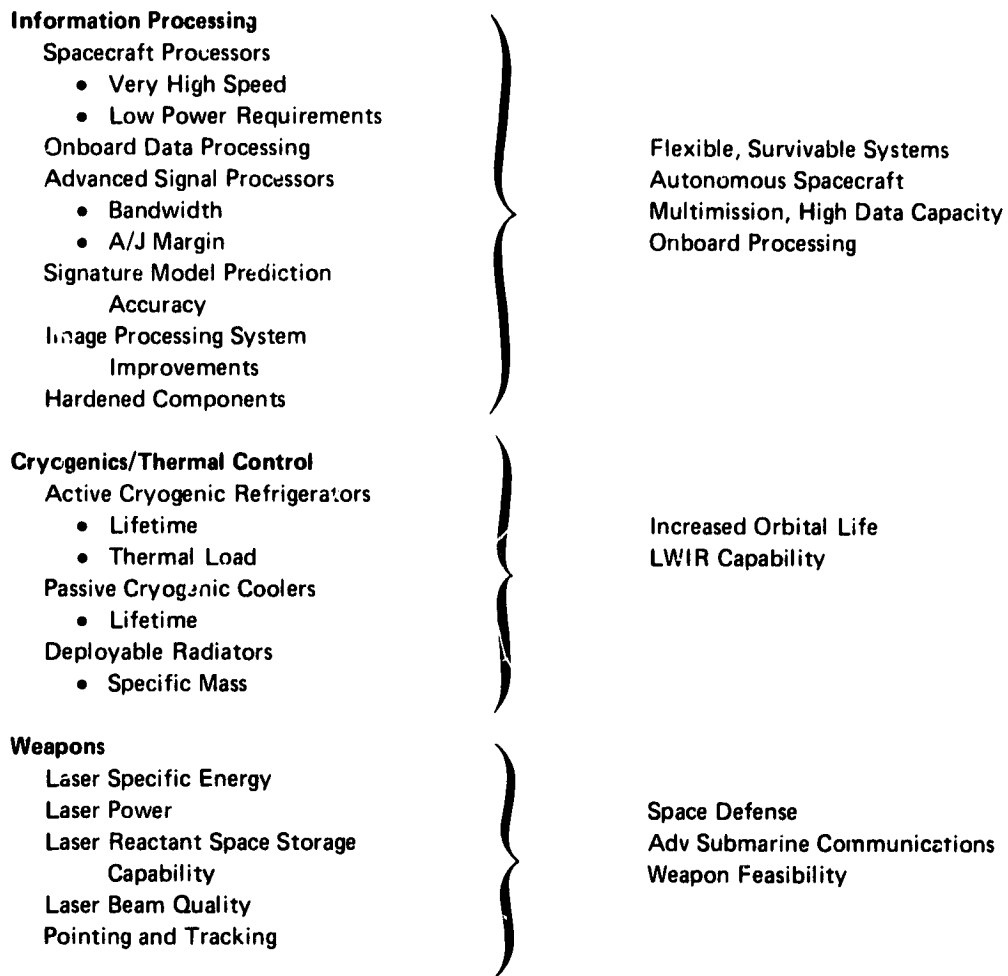 Information Processing
Spacecraft Processors
• Very High Speed
• Low Power Requirements
Onboard Data Processing
Advanced Signal Processors
• Bandwidth
• A/J Margin
Signature Model Prediction
Accuracy
Image Processing System
Improvements
Hardened Components
Flexible, Survivable Systems
Autonomous Spacecraft
Multimission, High Data Capacity
Onboard Processing
Cryogenics/Thermal Control
Active Cryogenic Refrigerators
• Lifetime
• Thermal Load
Passive Cryogenic Coolers
• Lifetime
Deployable Radiators
• Specific Mass
Increased Orbital Life
LWIR Capability
Weapons
Laser Specific Energy
Laser Power
Laser Reactant Space Storage
Capability
Laser Beam Quality
Pointing and Tracking
Space Defense
Adv Submarine Communications
Weapon Feasibility